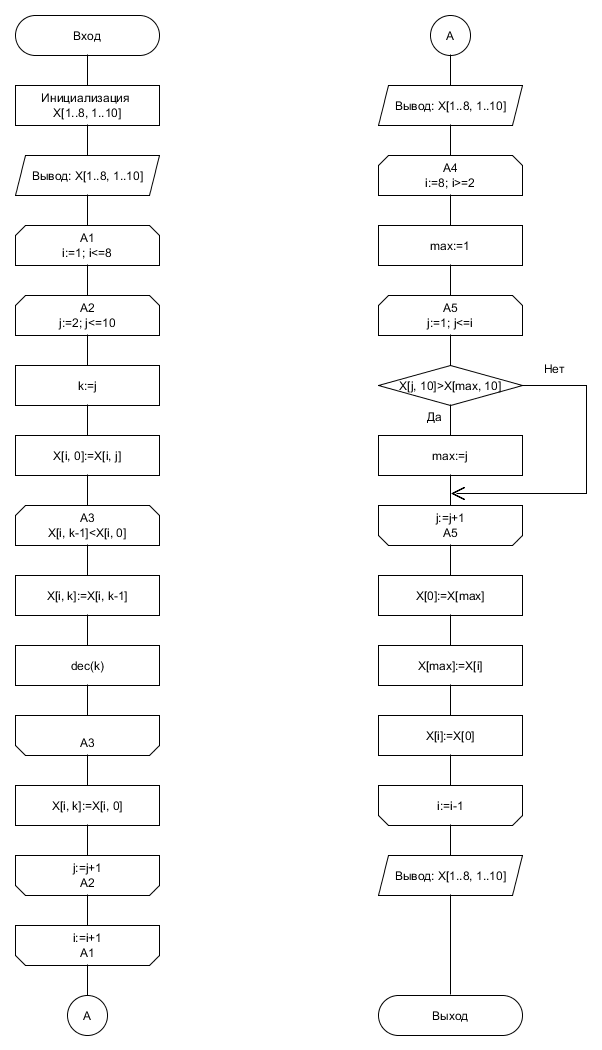 Вход
Инициализация
X[1..8, 1..10]
Вывод: X[1..8, 1..10]
A1
i:=1; i<=8
A2
j:=2; j<=10
k:=j
X[i, 0]:=X[i, j]
A3
X[i, k-1]<X[i, 0]
X[i, k]:=X[i, k-1]
dec(k)
A3
X[i, k]:=X[i, 0]
j:=j+1
A2
i:=i+1
A1
A
A
Вывод: X[1..8, 1..10]
A4
i:=8; i>=2
max:=1
A5
j:=1; j<=i
X[j, 10]>X[max, 10]
Нет
Да
max:=j
j:=j+1
A5
X[0]:=X[max]
X[max]:=X[i]
X[i]:=X[0]
i:=i-1
Вывод: X[1..8, 1..10]
Выход